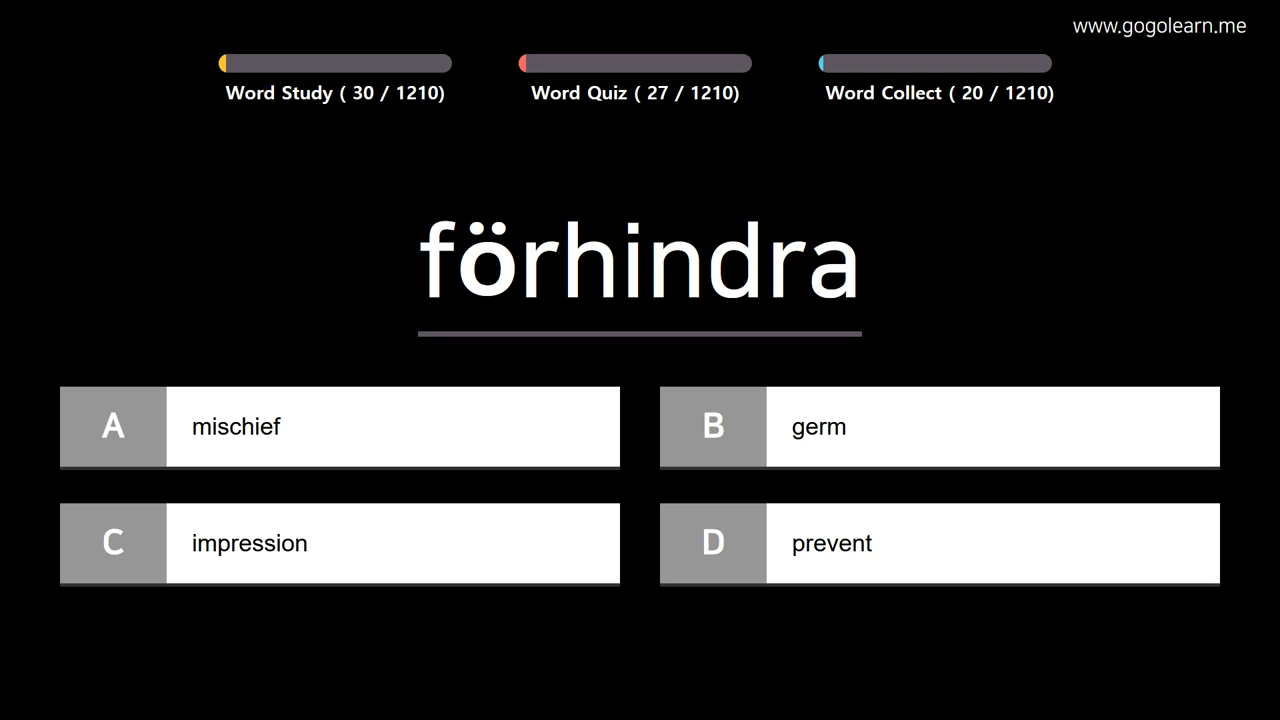 www.gogolearn.me
Word Study ( 30 / 1210)
Word Quiz ( 27 / 1210)
Word Collect ( 20 / 1210)
förhindra
A mischief
B germ
C impression
D prevent